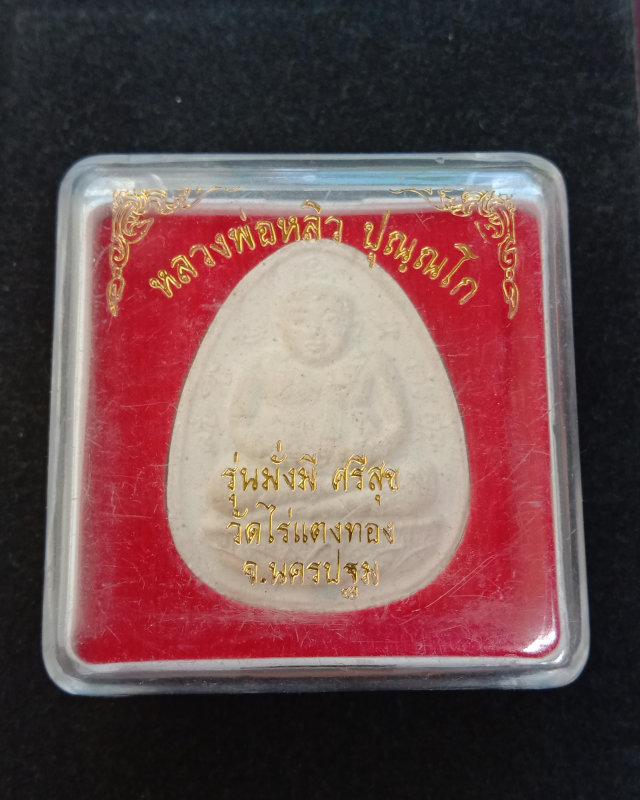 หลวงพ่อหลิว ปุณฺณโก
รุ่นมั่งมี ศรีสุข
วัดไร่แตงทอง
จ.นครปฐม